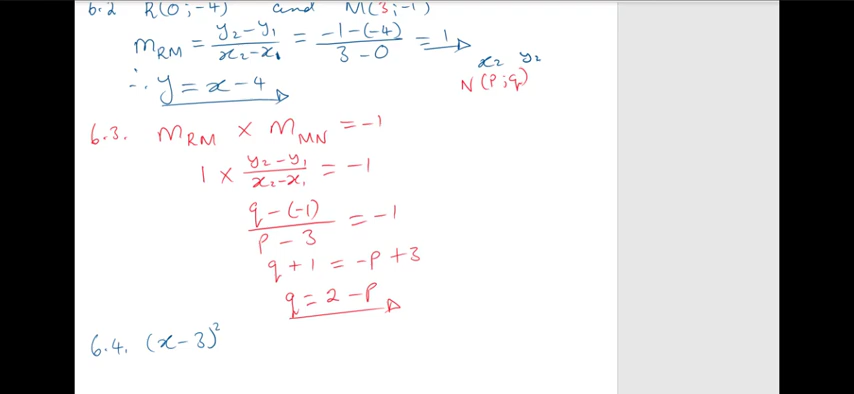 6.2 R(0;-4) and M(3;-1)
m_RM = (y₂-y₁)/(x₂-x₁) = (-1-(-4))/(3-0) = 1
∴ y = x-4
x₂ y₂
N(P;q)
6.3. m_RM × m_MN = -1
1 × (y₂-y₁)/(x₂-x₁) = -1
(q-(-1))/(P-3) = -1
q+1 = -P+3
q = 2-P
6.4. (x-3)²